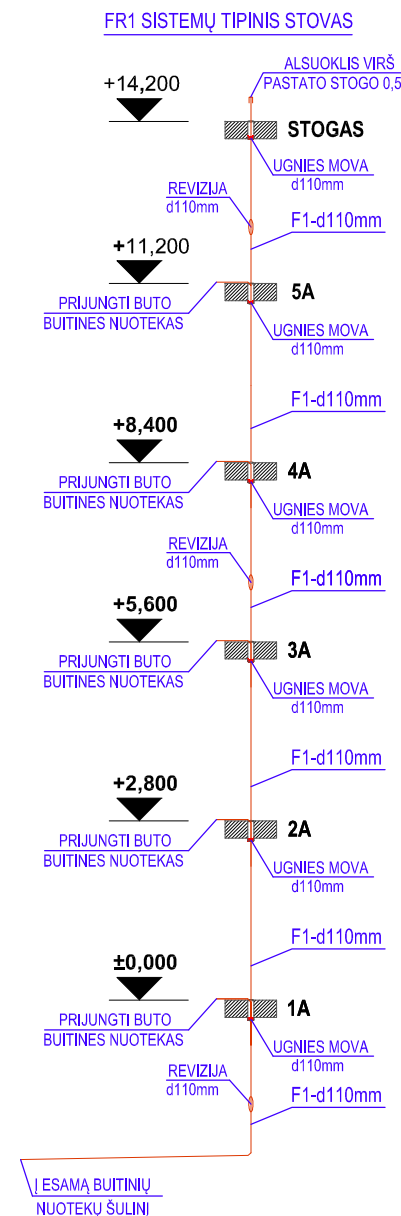 FR1 SISTEMŲ TIPINIS STOVAS
ALSUOKLIS VIRŠ
PASTATO STOGO 0,5
+14,200
STOGAS
UGNIES MOVA
d110mm
REVIZIJA
d110mm
F1-d110mm
+11,200
5A
PRIJUNGTI BUTO
BUITINES NUOTEKAS
UGNIES MOVA
d110mm
F1-d110mm
+8,400
4A
PRIJUNGTI BUTO
BUITINES NUOTEKAS
UGNIES MOVA
d110mm
REVIZIJA
d110mm
F1-d110mm
+5,600
3A
PRIJUNGTI BUTO
BUITINES NUOTEKAS
UGNIES MOVA
d110mm
F1-d110mm
+2,800
2A
PRIJUNGTI BUTO
BUITINES NUOTEKAS
UGNIES MOVA
d110mm
F1-d110mm
±0,000
1A
PRIJUNGTI BUTO
BUITINES NUOTEKAS
UGNIES MOVA
d110mm
REVIZIJA
d110mm
F1-d110mm
Į ESAMĄ BUITINIŲ
NUOTEKŲ ŠULINĮ